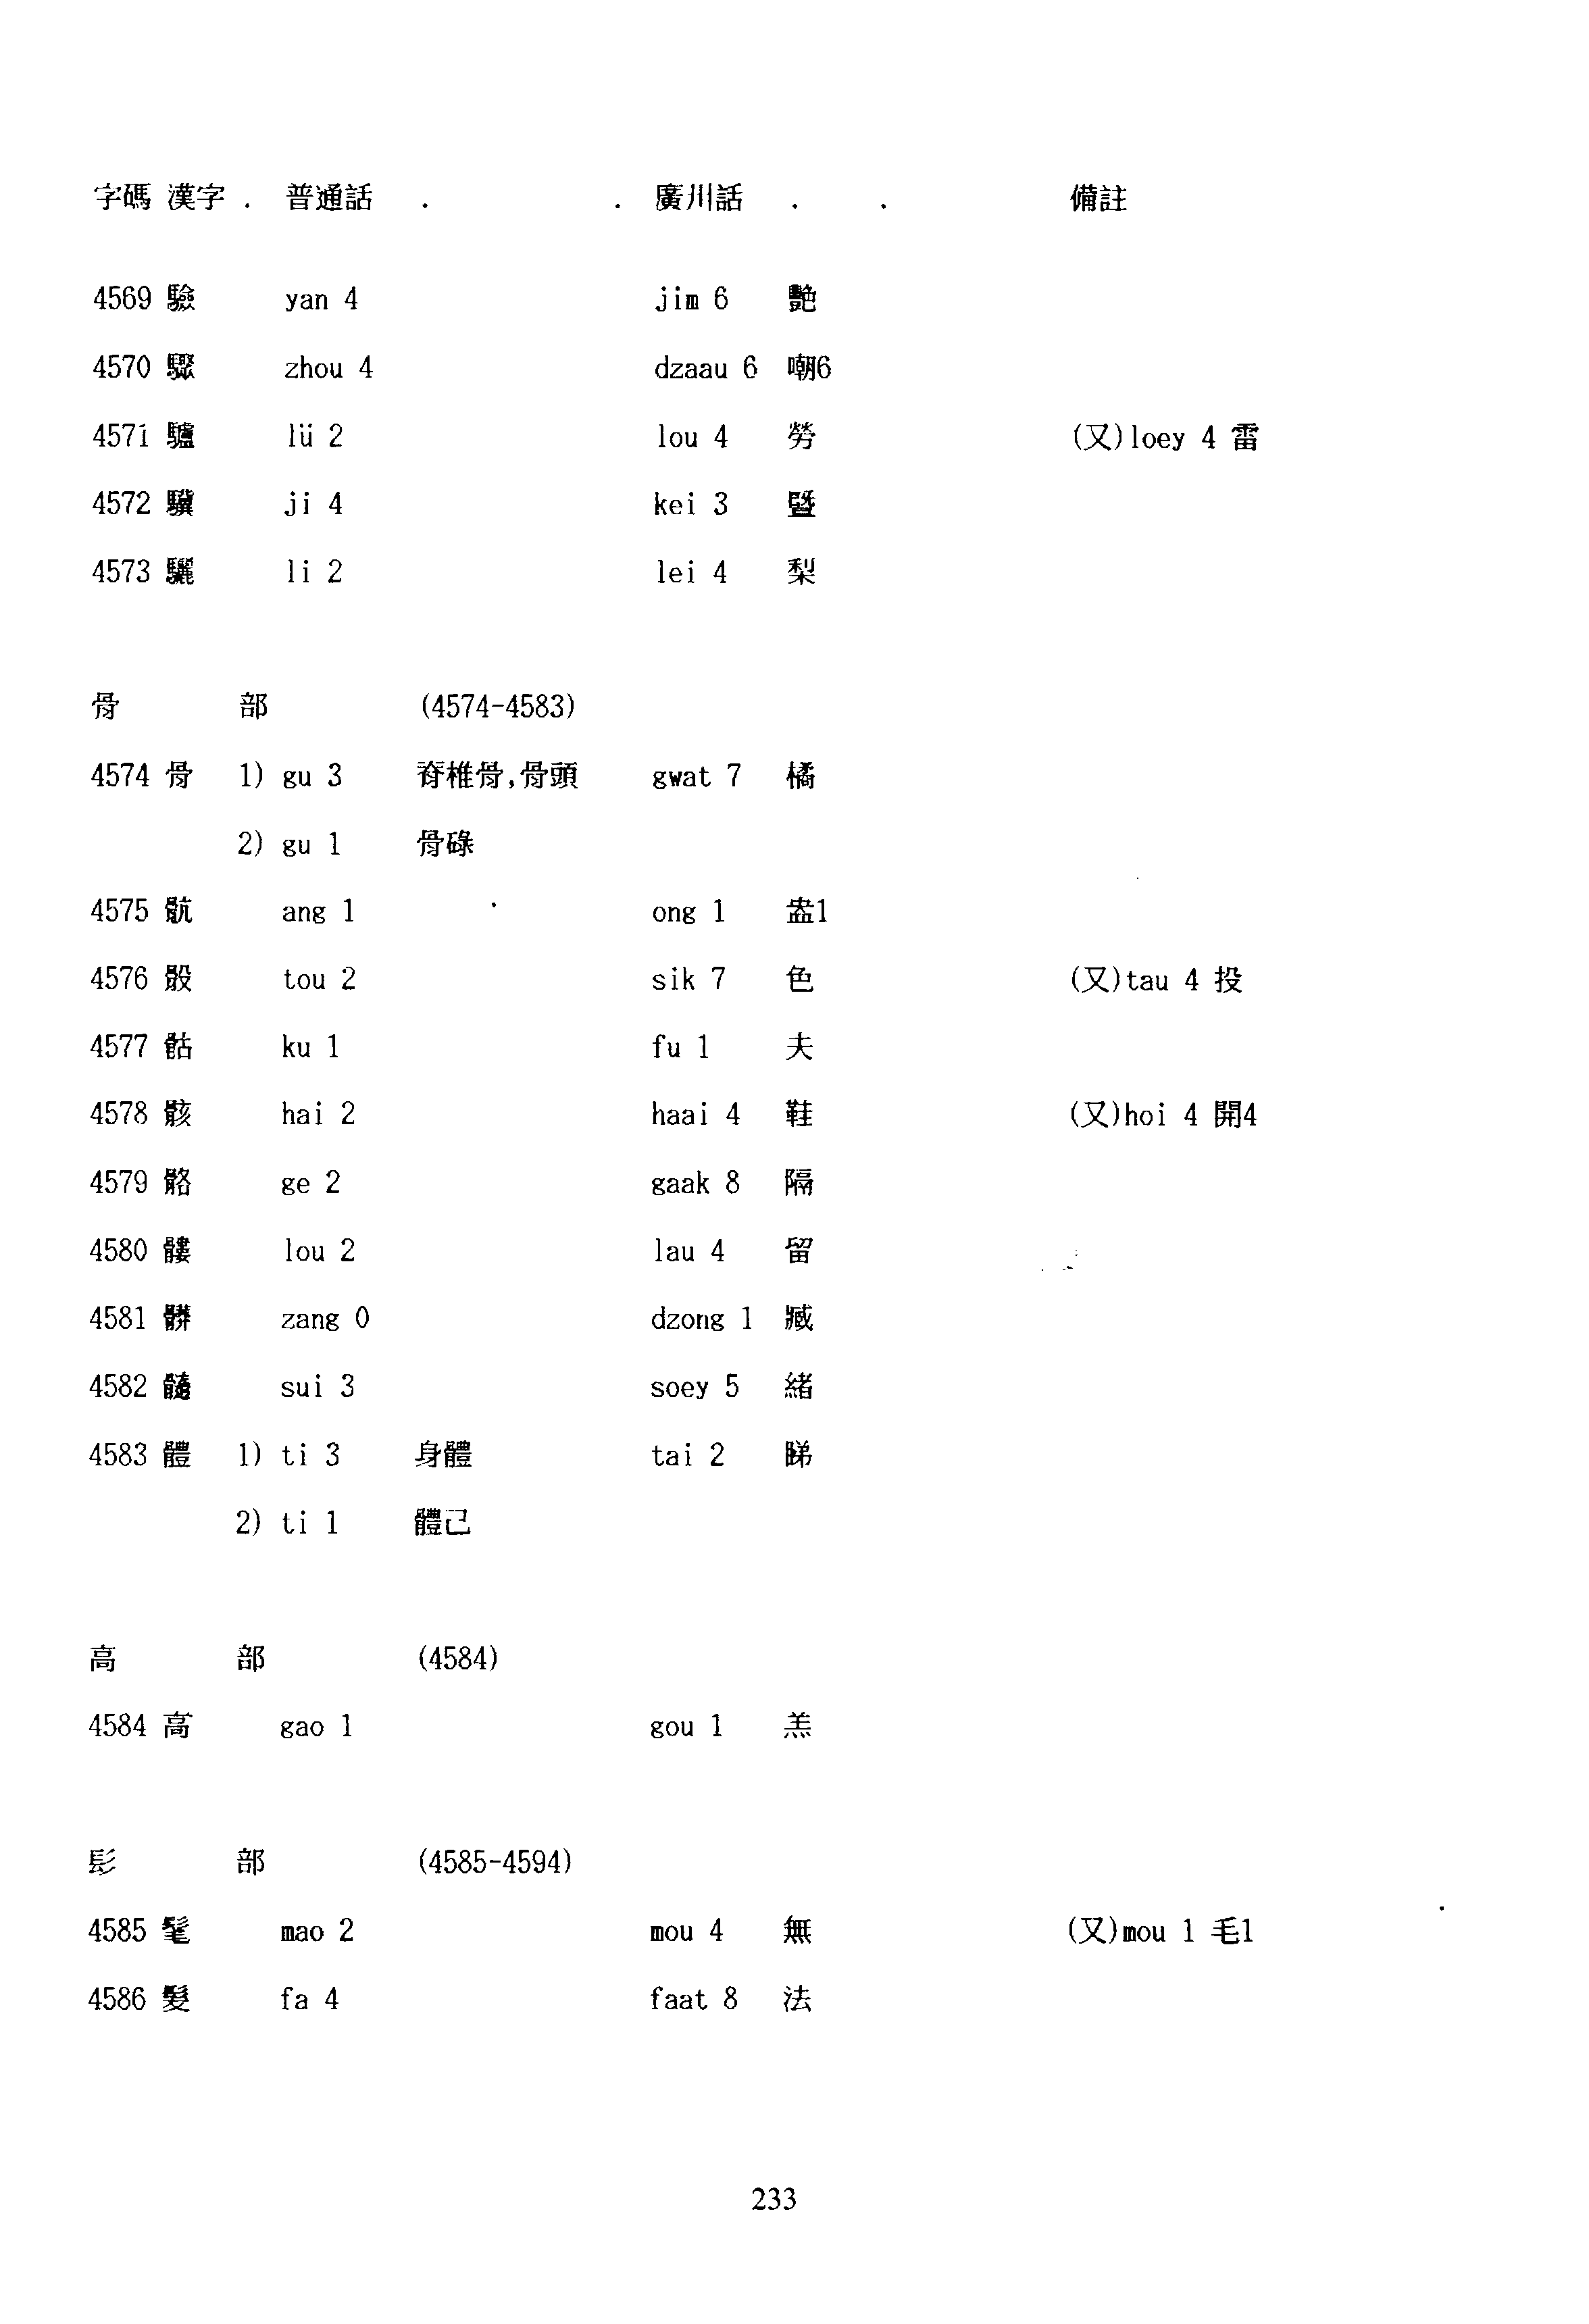 字碼 漢字 . 普通話 . . 廣川話 . . 備註
4569 驗 yan 4 jim 6 艷
4570 驟 zhou 4 dzaau 6 嘲6
4571 驢 lü 2 lou 4 勞 (又)loey 4 雷
4572 驥 ji 4 kei 3 暨
4573 驪 li 2 lei 4 梨
骨 部 (4574-4583)
4574 骨 1) gu 3 脊椎骨,骨頭 gwat 7 橘
2) gu 1 骨碌
4575 骯 ang 1 ong 1 盎1
4576 骰 tou 2 sik 7 色 (又)tau 4 投
4577 骷 ku 1 fu 1 夫
4578 骸 hai 2 haai 4 鞋 (又)hoi 4 開4
4579 骼 ge 2 gaak 8 隔
4580 髏 lou 2 lau 4 留
4581 髒 zang 0 dzong 1 臧
4582 髓 sui 3 soey 5 緒
4583 體 1) ti 3 身體 tai 2 睇
2) ti 1 體己
高 部 (4584)
4584 高 gao 1 gou 1 羔
髟 部 (4585-4594)
4585 髦 mao 2 mou 4 無 (又)mou 1 毛1
4586 髮 fa 4 faat 8 法
233